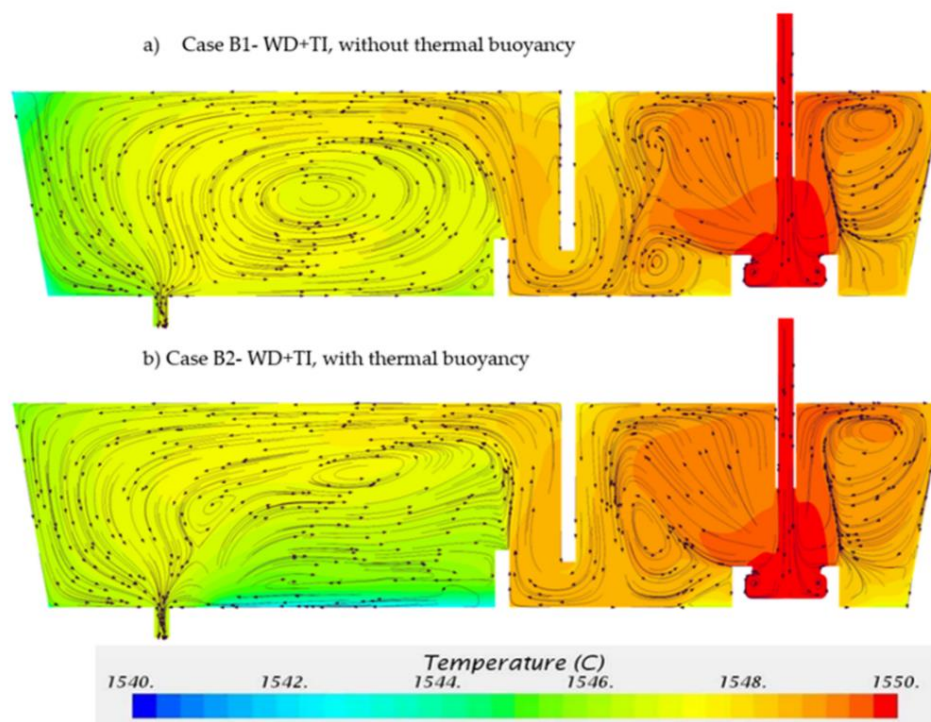 a) Case B1- WD+TI, without thermal buoyancy
b) Case B2- WD+TI, with thermal buoyancy
Temperature (C)
1540. 1542. 1544. 1546. 1548. 1550.